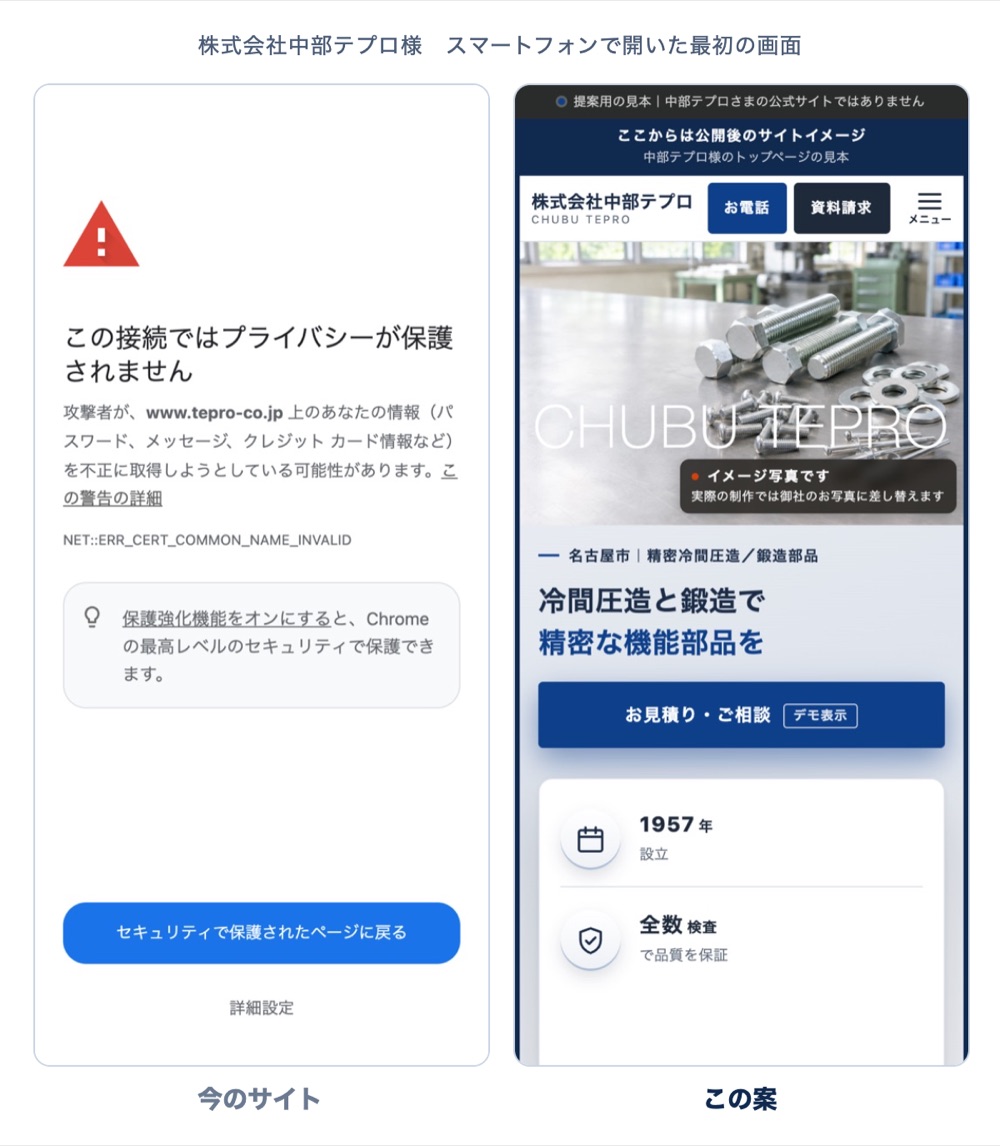 株式会社中部テプロ様　スマートフォンで開いた最初の画面
この接続ではプライバシーが保護
されません
攻撃者が、www.tepro-co.jp 上のあなたの情報（パ
スワード、メッセージ、クレジット カード情報など）
を不正に取得しようとしている可能性があります。こ
の警告の詳細
NET::ERR_CERT_COMMON_NAME_INVALID
保護強化機能をオンにすると、Chrome
の最高レベルのセキュリティで保護でき
ます。
セキュリティで保護されたページに戻る
詳細設定
今のサイト
提案用の見本｜中部テプロさまの公式サイトではありません
ここからは公開後のサイトイメージ
中部テプロ様のトップページの見本
株式会社中部テプロ
CHUBU TEPRO
お電話
資料請求
メニュー
CHUBU TEPRO
イメージ写真です
実際の制作では御社のお写真に差し替えます
名古屋市｜精密冷間圧造／鍛造部品
冷間圧造と鍛造で
精密な機能部品を
お見積り・ご相談 デモ表示
1957 年
設立
全数 検査
で品質を保証
この案